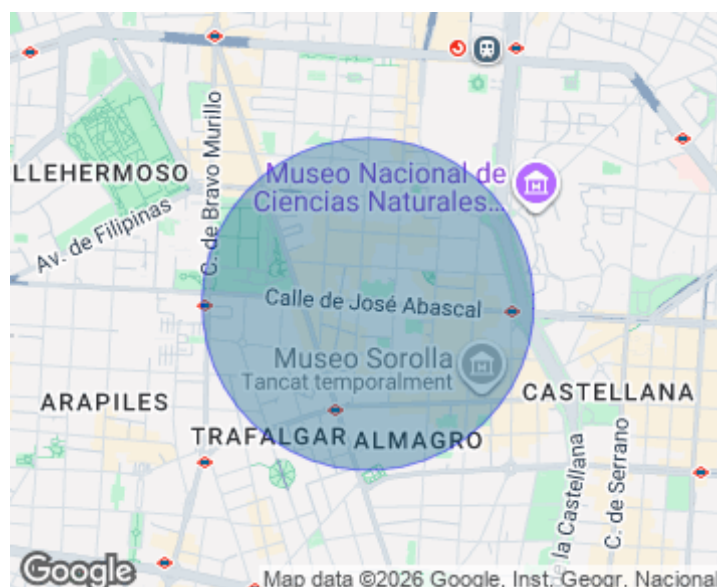 C. de Bravo Murillo
Museo Nacional de
Ciencias Naturales...
LLEHERMOSO
Av. de Filipinas
Calle de José Abascal
Museo Sorolla
Tancat temporalment
CASTELLANA
ARAPILES
TRAFALGAR
ALMAGRO
C. de Serrano
e la Castellana
Google
Map data ©2026 Google, Inst. Geogr. Nacional